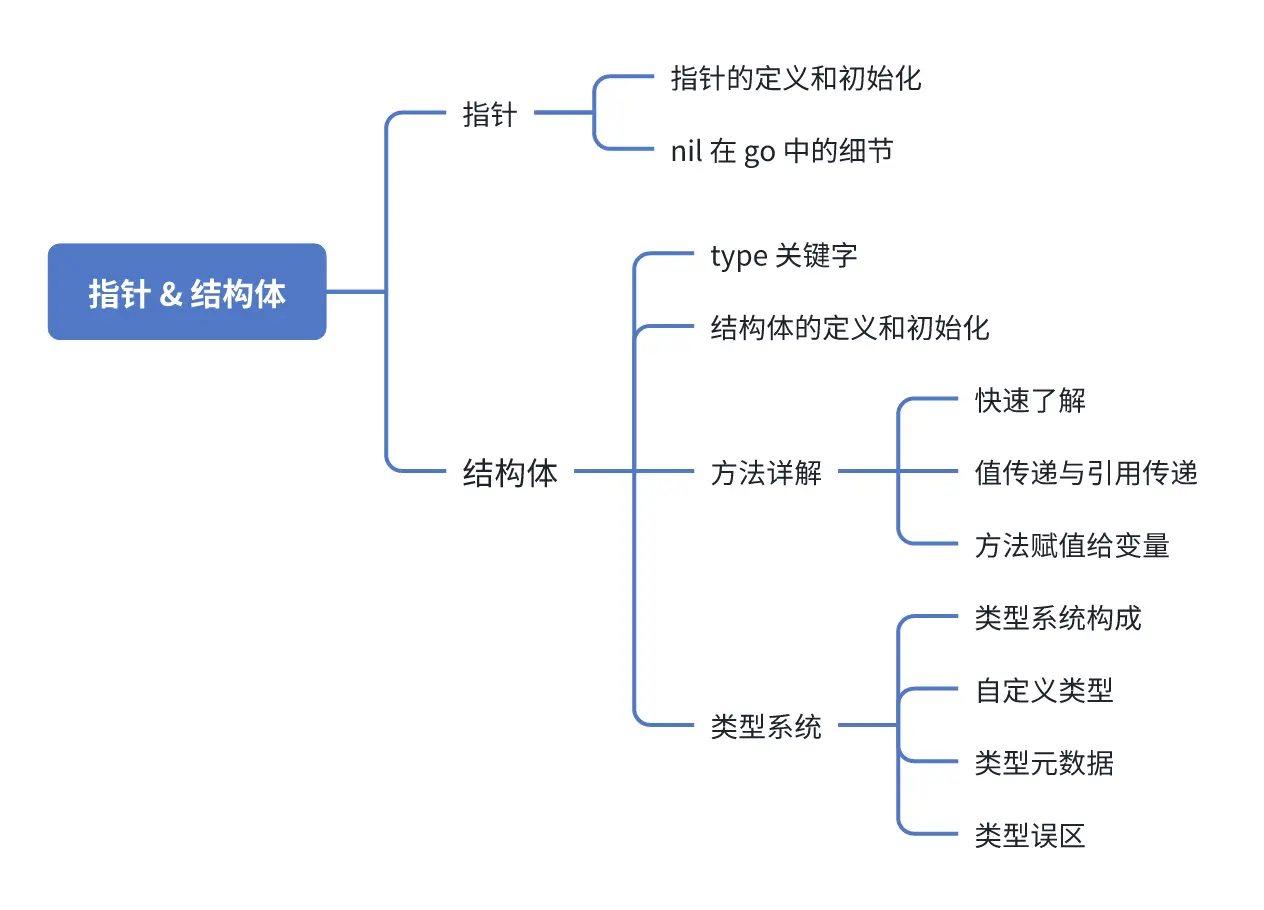 指针 & 结构体
指针
指针的定义和初始化
nil 在 go 中的细节
结构体
type 关键字
结构体的定义和初始化
方法详解
快速了解
值传递与引用传递
方法赋值给变量
类型系统
类型系统构成
自定义类型
类型元数据
类型误区